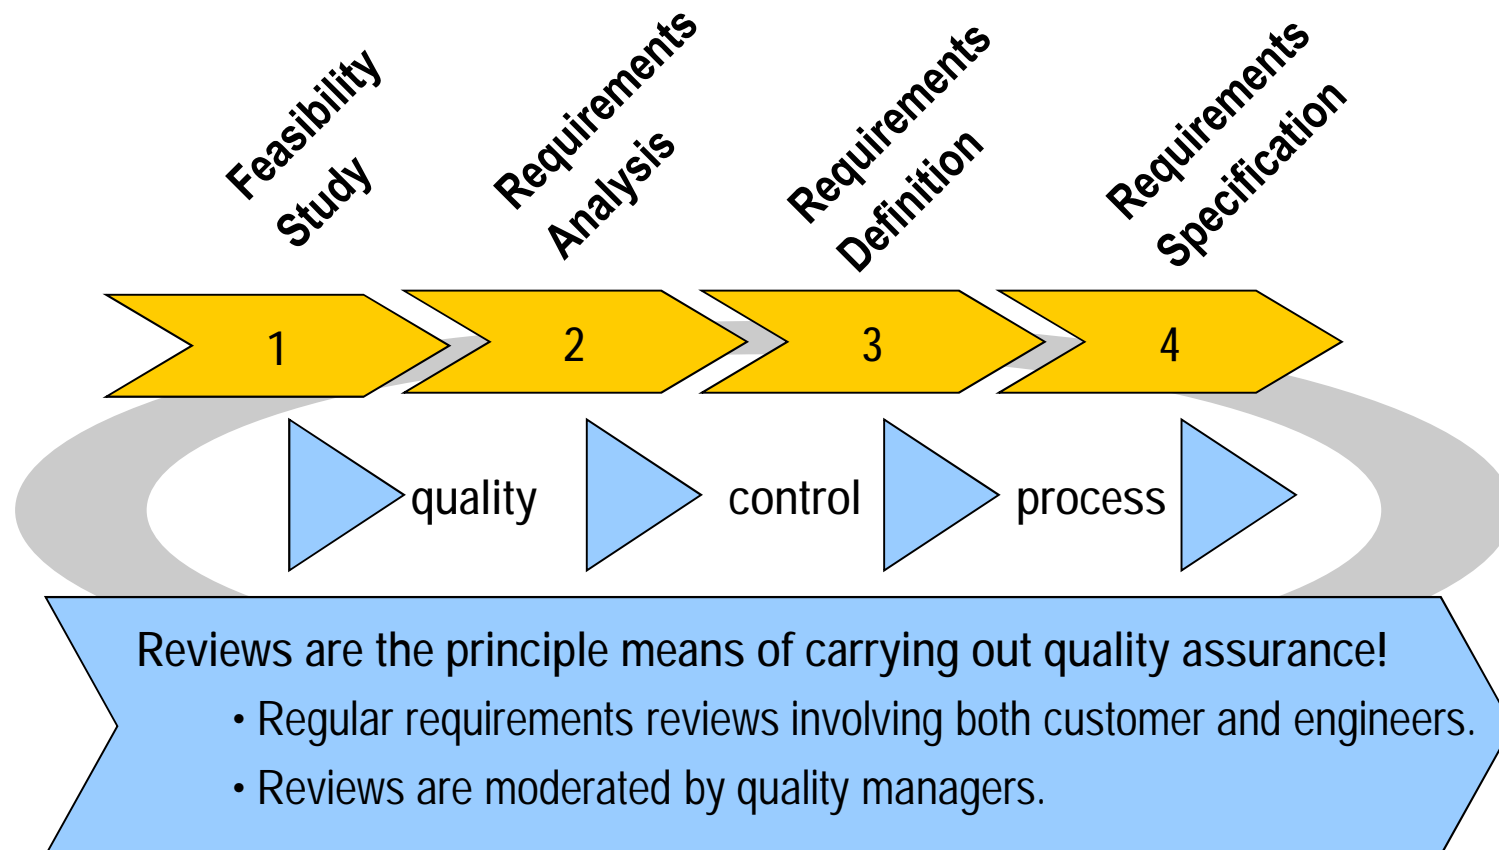 Feasibility
Study
Requirements
Analysis
Requirements
Definition
Requirements
Specification
1
2
3
4
quality
control
process
Reviews are the principle means of carrying out quality assurance!
• Regular requirements reviews involving both customer and engineers.
• Reviews are moderated by quality managers.